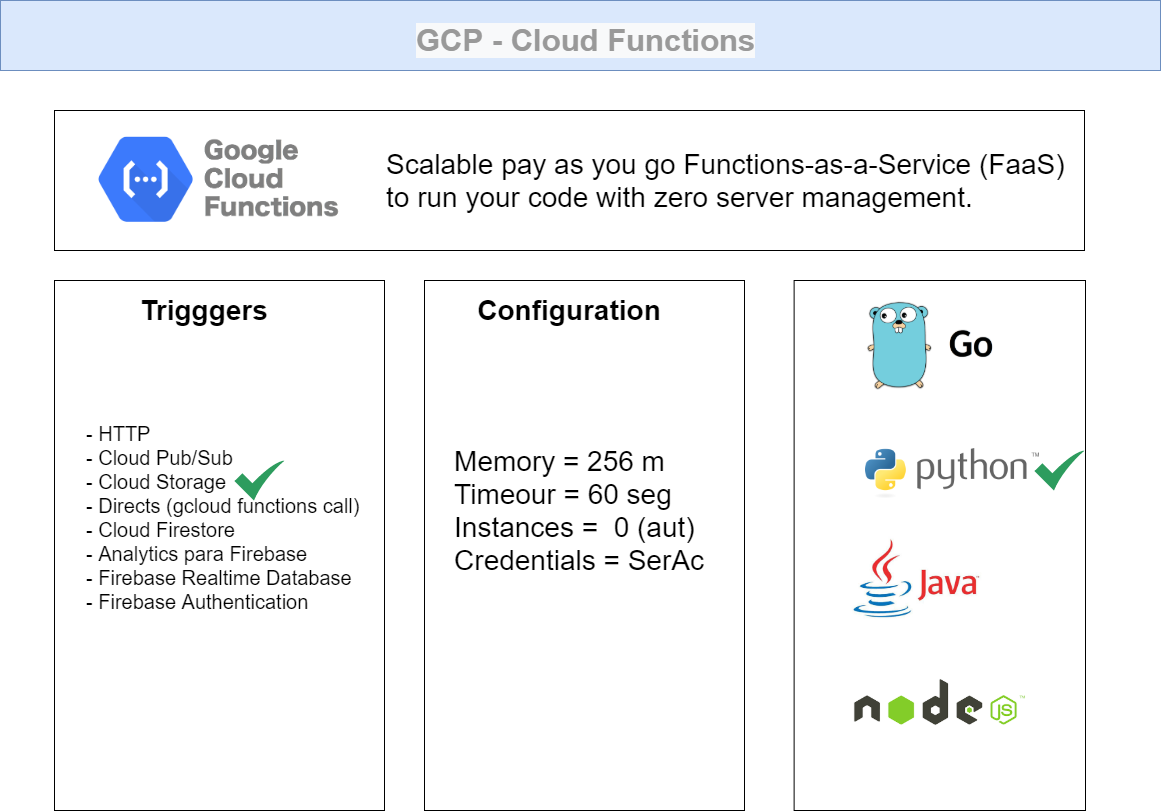 GCP - Cloud Functions
Google
Cloud
Functions
Scalable pay as you go Functions-as-a-Service (FaaS)
to run your code with zero server management.
Trigggers
- HTTP
- Cloud Pub/Sub
- Cloud Storage
- Directs (gcloud functions call)
- Cloud Firestore
- Analytics para Firebase
- Firebase Realtime Database
- Firebase Authentication
Configuration
Memory = 256 m
Timeour = 60 seg
Instances =  0 (aut)
Credentials = SerAc
Go
python™
Java™
node JS™